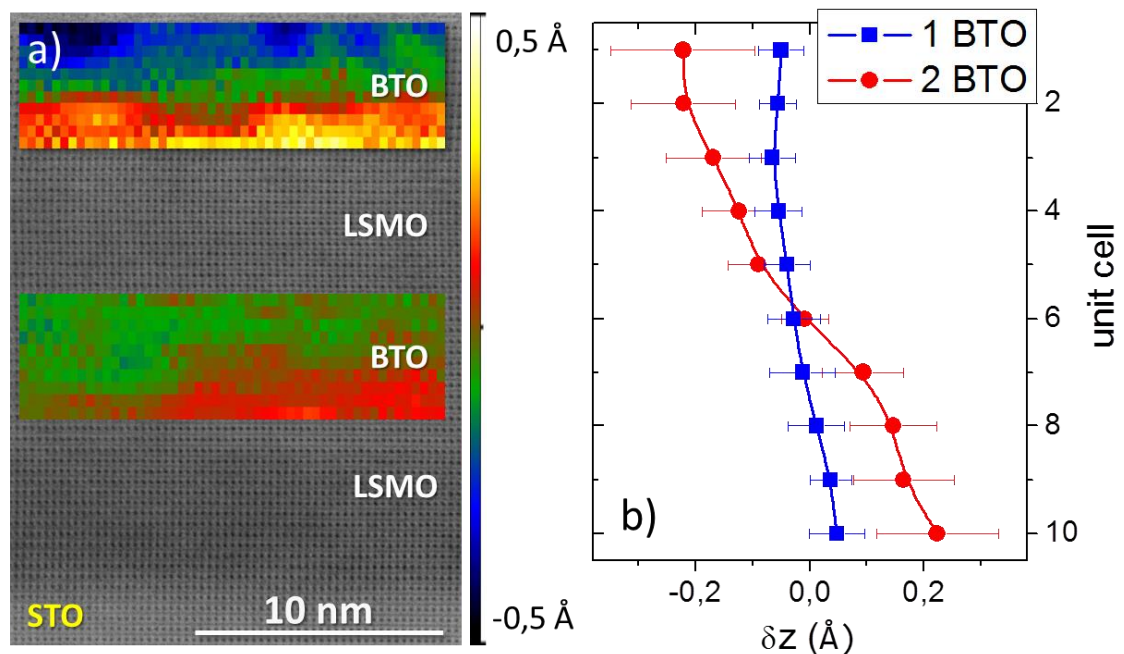 a)
BTO
LSMO
BTO
LSMO
STO
10 nm
0,5 Å
-0,5 Å
1 BTO
2 BTO
2
4
6
8
10
unit cell
b)
-0,2
0,0
0,2
δz (Å)